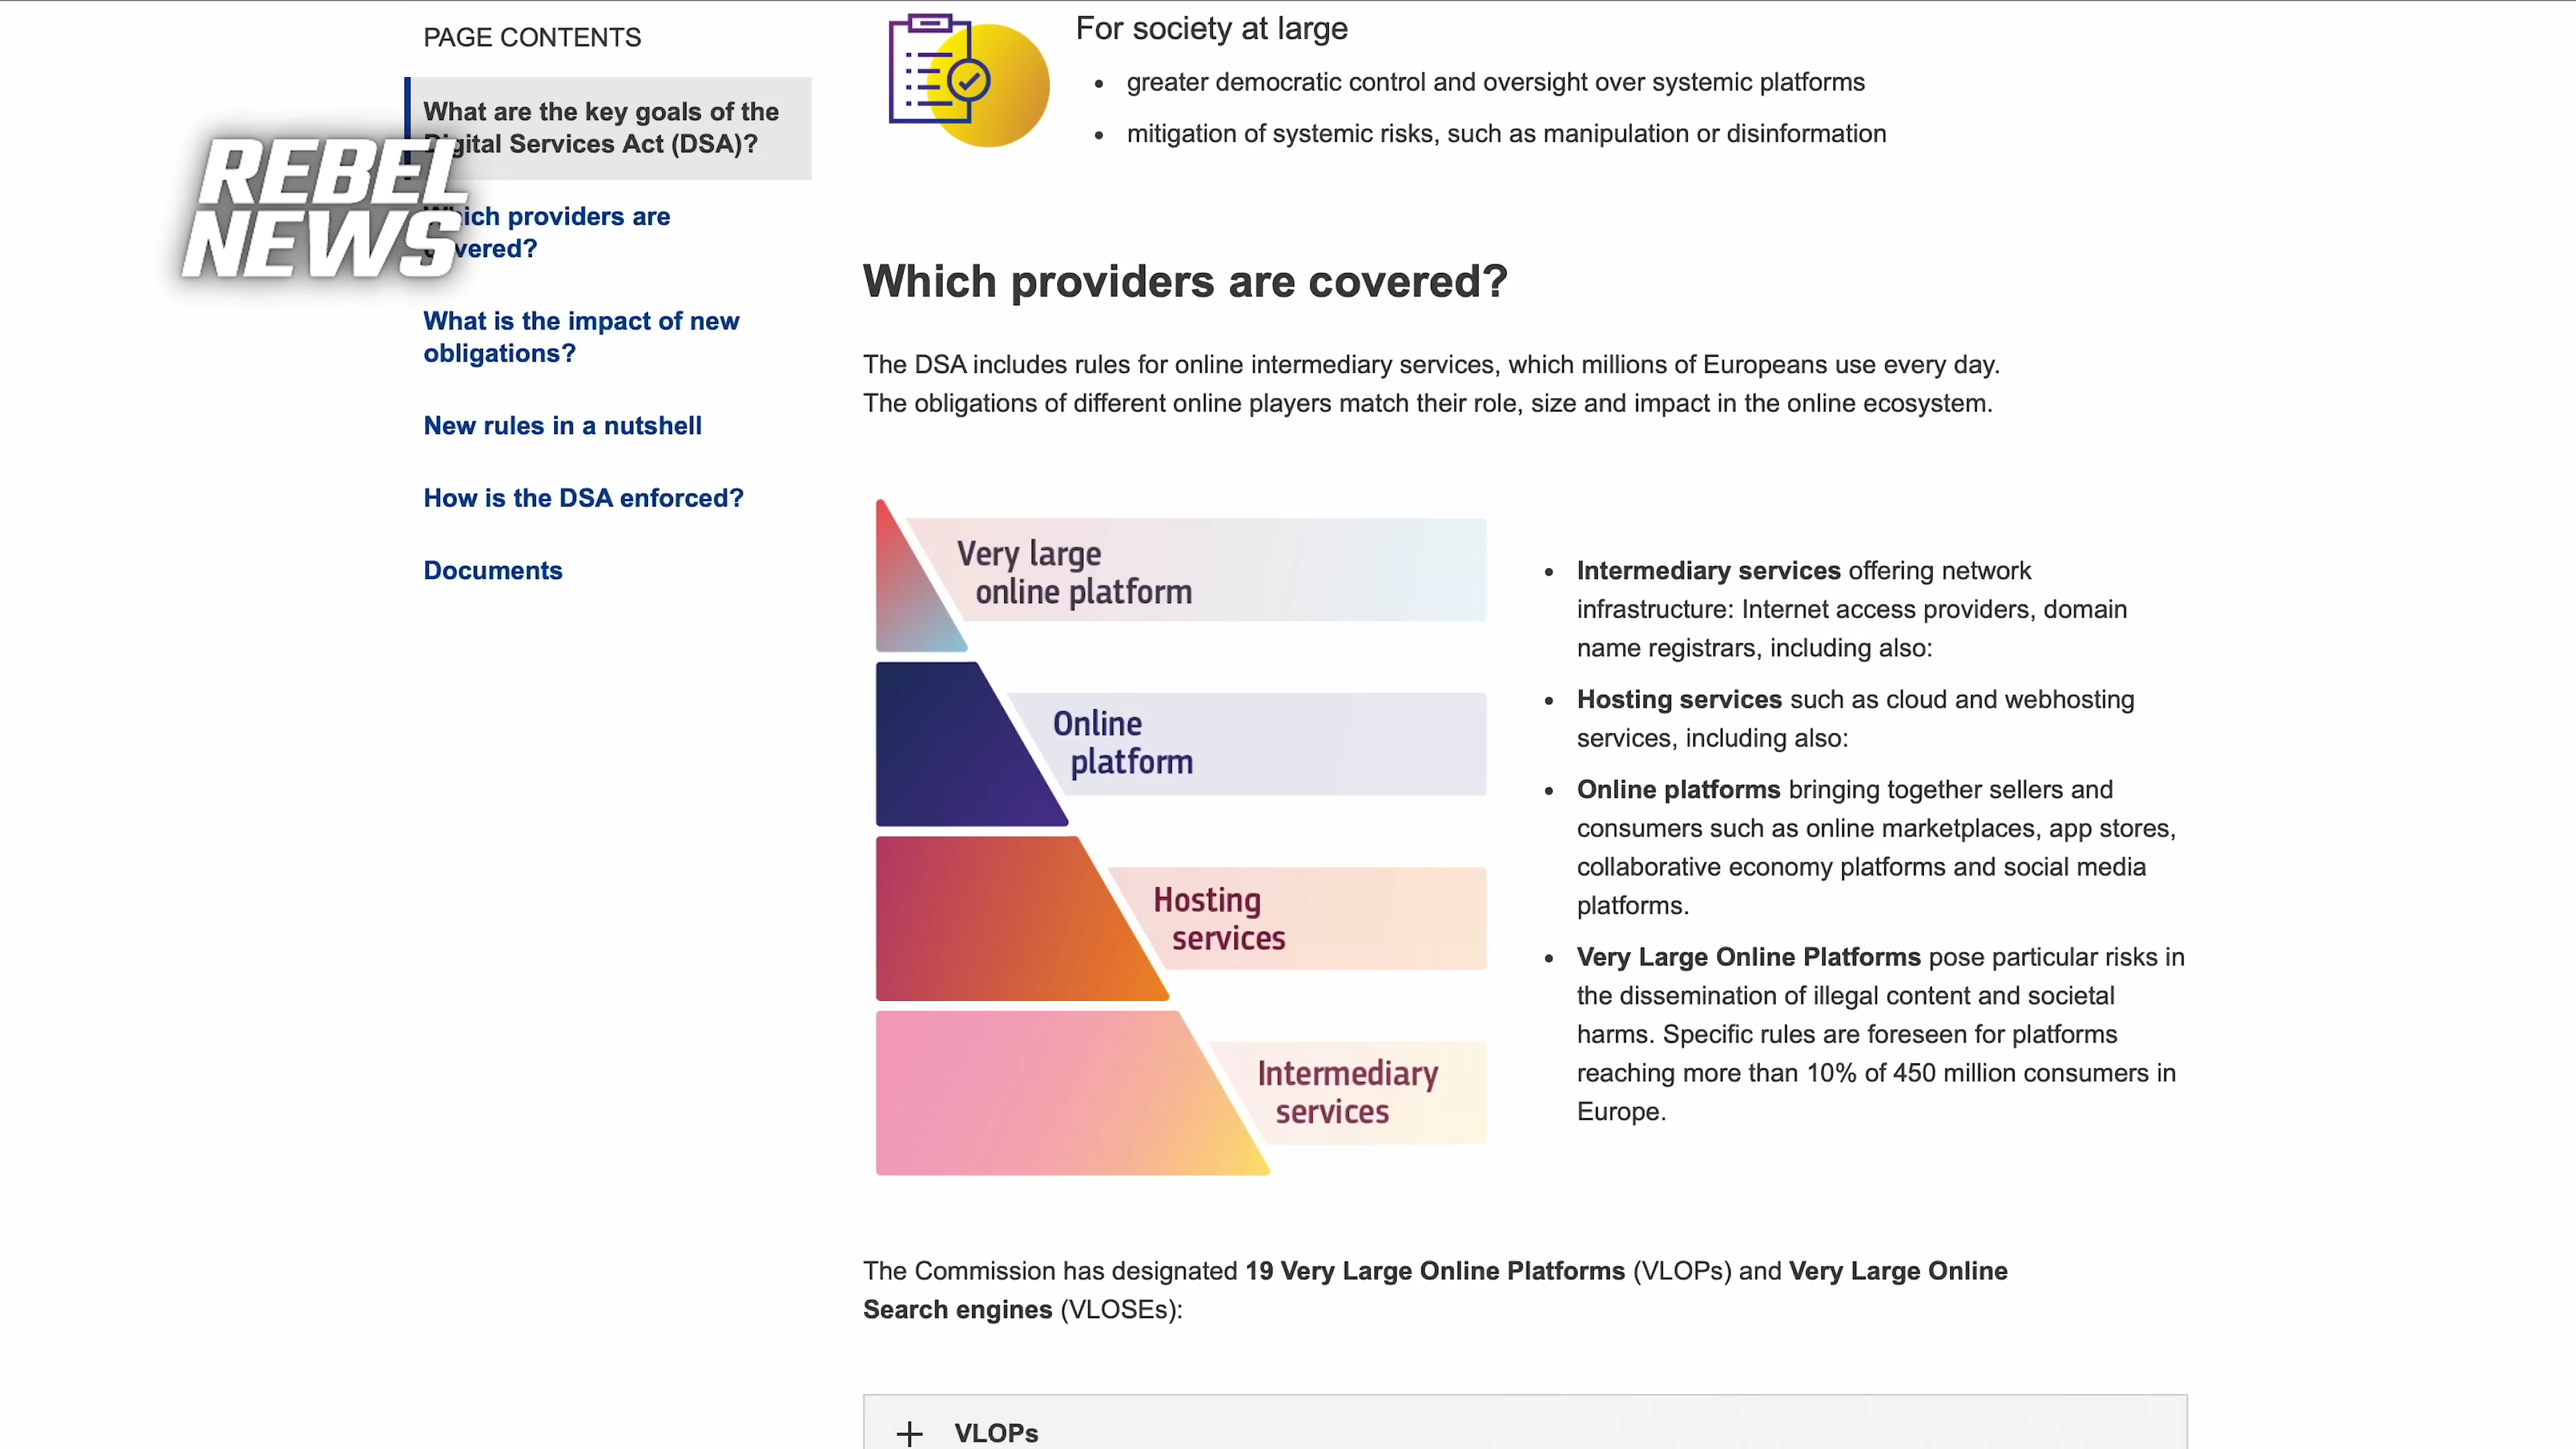 PAGE CONTENTS
What are the key goals of the
Digital Services Act (DSA)?
Which providers are
covered?
What is the impact of new
obligations?
New rules in a nutshell
How is the DSA enforced?
Documents
REBEL
NEWS
For society at large
• greater democratic control and oversight over systemic platforms
• mitigation of systemic risks, such as manipulation or disinformation
Which providers are covered?
The DSA includes rules for online intermediary services, which millions of Europeans use every day.
The obligations of different online players match their role, size and impact in the online ecosystem.
Very large
online platform
Online
platform
Hosting
services
Intermediary
services
• Intermediary services offering network
infrastructure: Internet access providers, domain
name registrars, including also:
• Hosting services such as cloud and webhosting
services, including also:
• Online platforms bringing together sellers and
consumers such as online marketplaces, app stores,
collaborative economy platforms and social media
platforms.
• Very Large Online Platforms pose particular risks in
the dissemination of illegal content and societal
harms. Specific rules are foreseen for platforms
reaching more than 10% of 450 million consumers in
Europe.
The Commission has designated 19 Very Large Online Platforms (VLOPs) and Very Large Online
Search engines (VLOSEs):
+ VLOPs